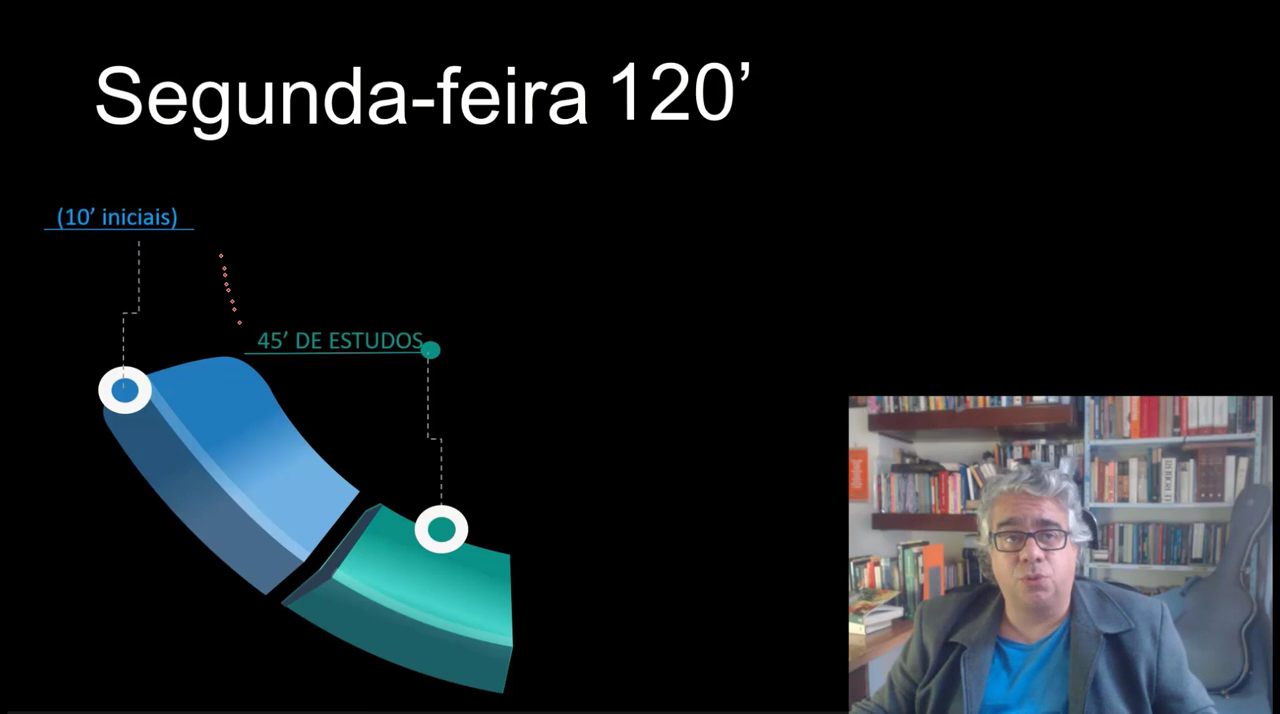 Segunda-feira 120’
(10’ iniciais)
45’ DE ESTUDOS